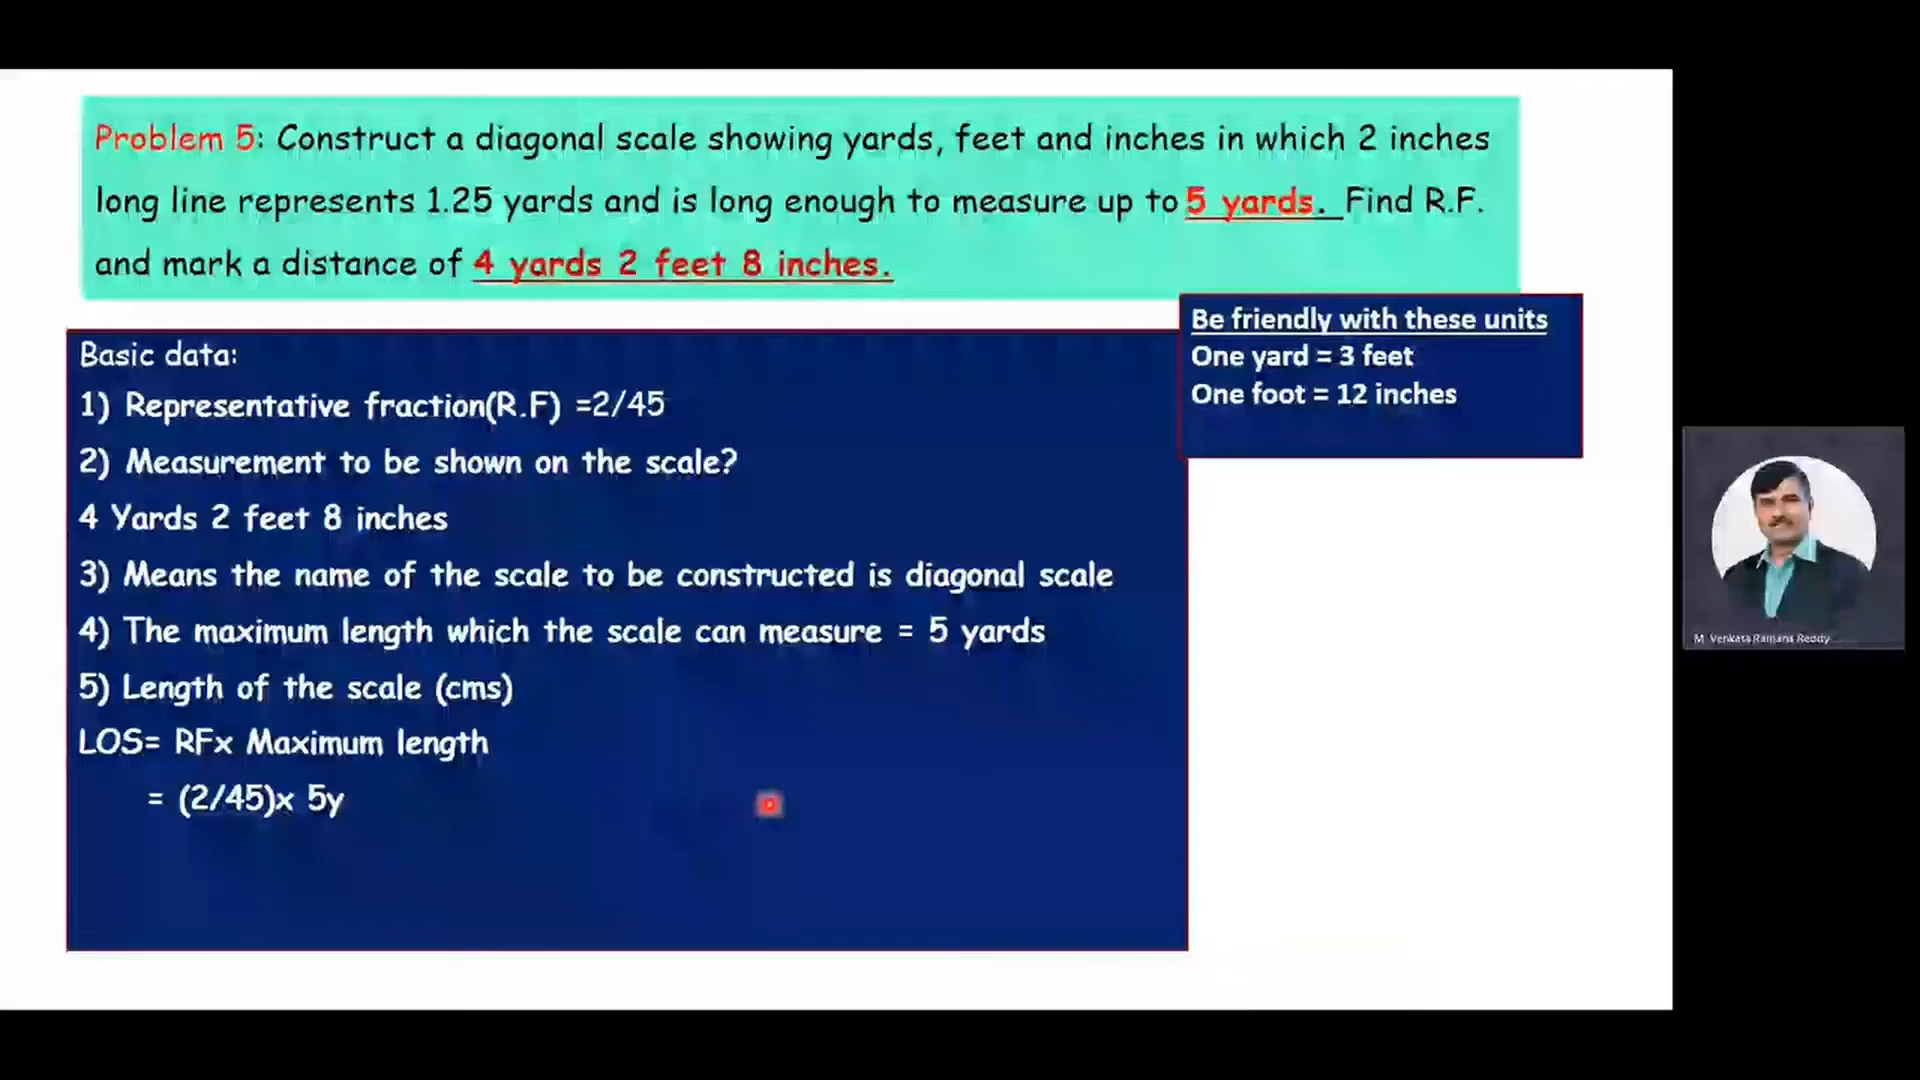 Problem 5: Construct a diagonal scale showing yards, feet and inches in which 2 inches
long line represents 1.25 yards and is long enough to measure up to 5 yards. Find R.F.
and mark a distance of 4 yards 2 feet 8 inches.
Be friendly with these units
One yard = 3 feet
One foot = 12 inches
Basic data:
1) Representative fraction(R.F) =2/45
2) Measurement to be shown on the scale?
4 Yards 2 feet 8 inches
3) Means the name of the scale to be constructed is diagonal scale
4) The maximum length which the scale can measure = 5 yards
5) Length of the scale (cms)
LOS= RFx Maximum length
= (2/45)x 5y
M Venkata Ramana Reddy